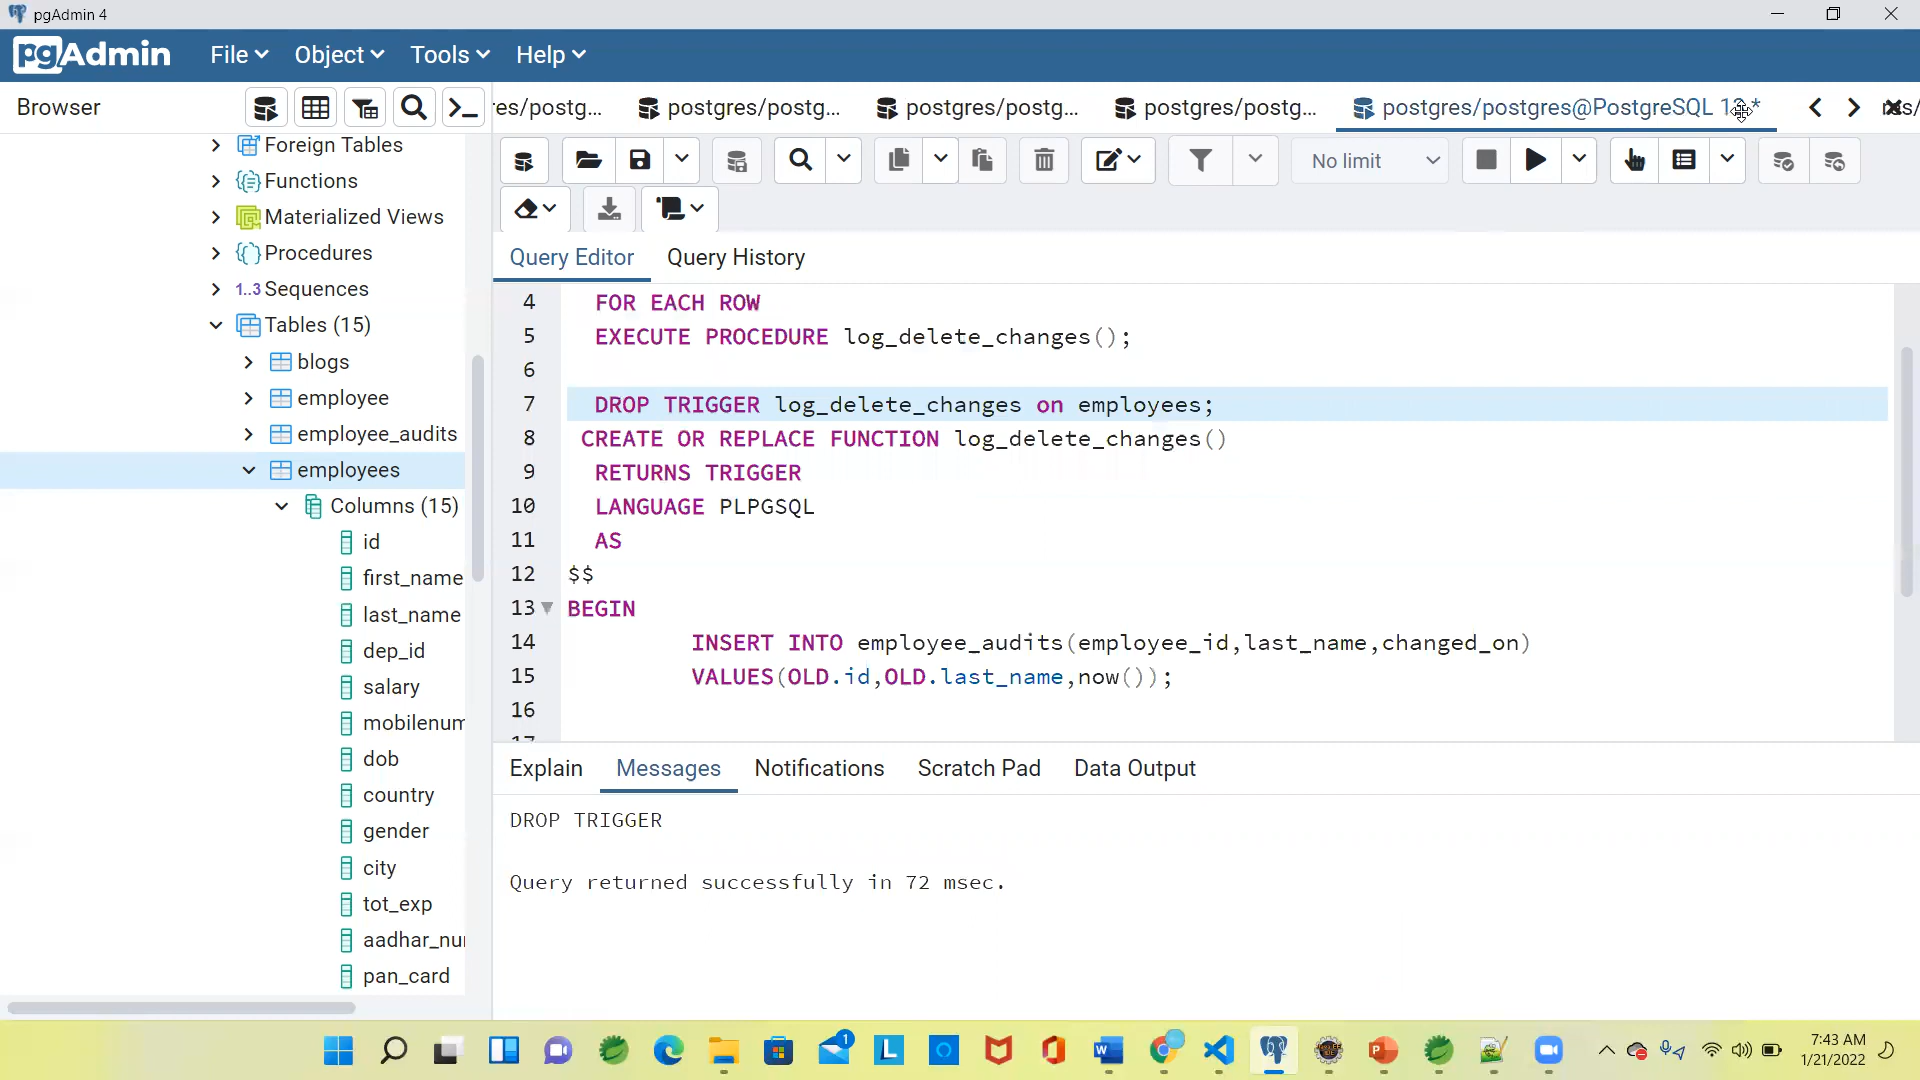 pgAdmin 4
pgAdmin File Object Tools Help
Browser
res/postg... postgres/postg... postgres/postg... postgres/postg... postgres/postgres@PostgreSQL
No limit
Query Editor Query History
Foreign Tables
Functions
Materialized Views
Procedures
1..3 Sequences
Tables (15)
blogs
employee
employee_audits
employees
Columns (15)
id
first_name
last_name
dep_id
salary
mobilenum
dob
country
gender
city
tot_exp
aadhar_nu
pan_card
4 FOR EACH ROW
5 EXECUTE PROCEDURE log_delete_changes();
6
7 DROP TRIGGER log_delete_changes on employees;
8 CREATE OR REPLACE FUNCTION log_delete_changes()
9 RETURNS TRIGGER
10 LANGUAGE PLPGSQL
11 AS
12 $$
13 BEGIN
14 INSERT INTO employee_audits(employee_id,last_name,changed_on)
15 VALUES(OLD.id,OLD.last_name,now());
16
Explain Messages Notifications Scratch Pad Data Output
DROP TRIGGER
Query returned successfully in 72 msec.
1
7:43 AM
1/21/2022